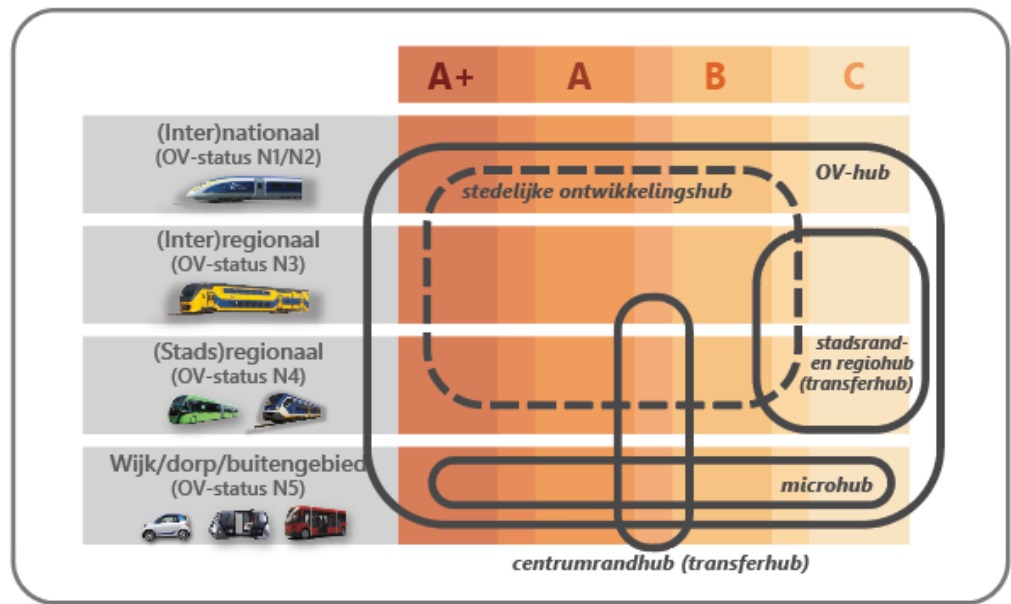 A+ A B C
(Inter)nationaal
(OV-status N1/N2)
OV-hub
stedelijke ontwikkelingshub
(Inter)regionaal
(OV-status N3)
(Stads)regionaal
(OV-status N4)
stadsrand-
en regiohub
(transferhub)
Wijk/dorp/buitengebied
(OV-status N5)
microhub
centrumrandhub (transferhub)